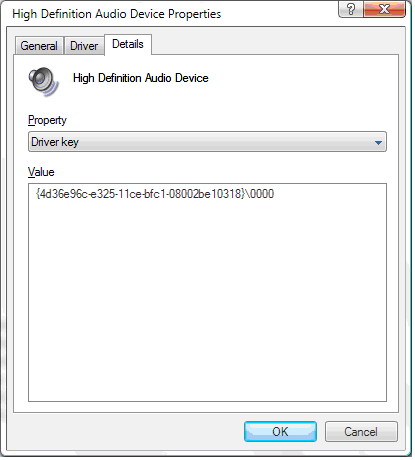 High Definition Audio Device Properties
?
General
Driver
Details
High Definition Audio Device
Property
Driver key
Value
{4d36e96c-e325-11ce-bfc1-08002be10318}\0000
OK
Cancel